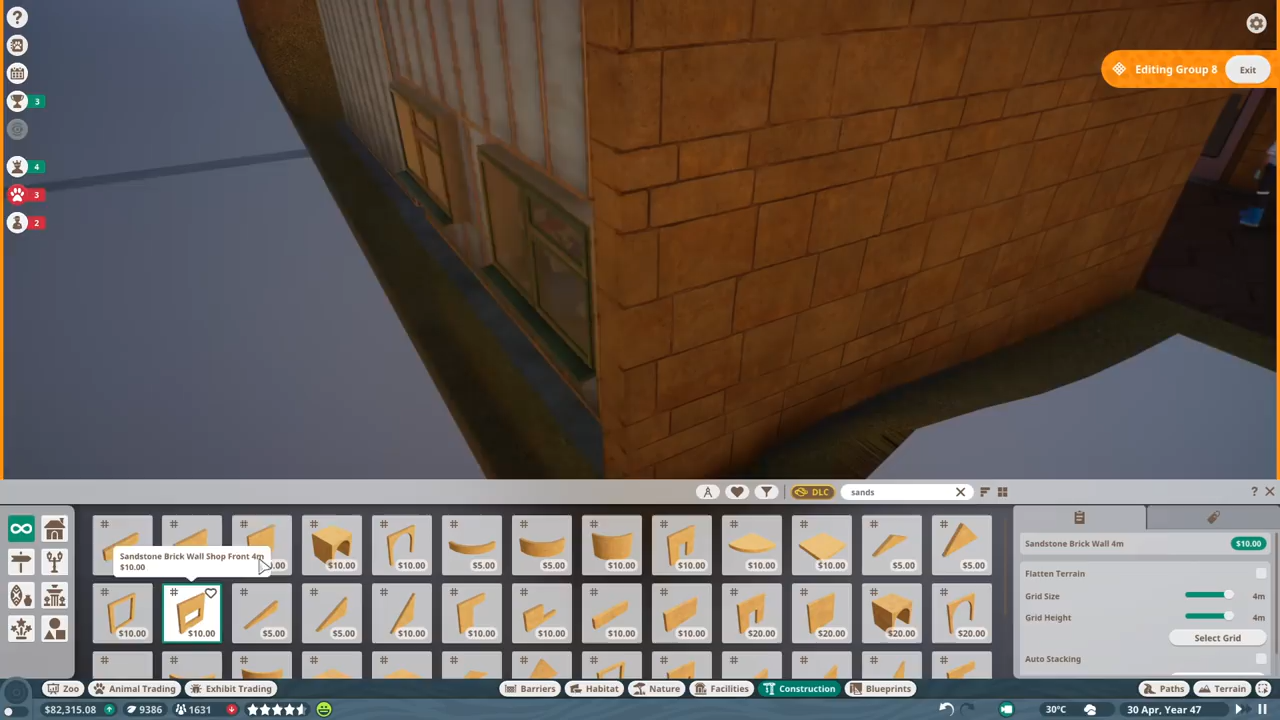 ?
Editing Group 8
Exit
3
4
3
2
DLC
sands
?
Sandstone Brick Wall Shop Front 4m
$10.00
.00
$10.00
$10.00
$5.00
$5.00
$10.00
$10.00
$10.00
$10.00
$5.00
$5.00
Sandstone Brick Wall 4m
$10.00
Flatten Terrain
Grid Size
4m
Grid Height
4m
Select Grid
Auto Stacking
$10.00
$10.00
$5.00
$5.00
$10.00
$10.00
$10.00
$10.00
$10.00
$20.00
$20.00
$20.00
$20.00
Zoo
Animal Trading
Exhibit Trading
Barriers
Habitat
Nature
Facilities
Construction
Blueprints
Paths
Terrain
$82,315.08
9386
1631
30°C
30 Apr, Year 47